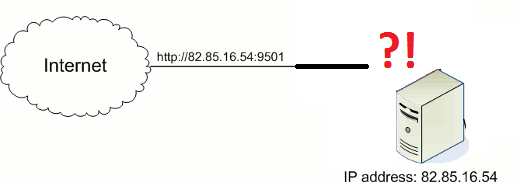 http://82.85.16.54:9501
?!
Internet
IP address: 82.85.16.54